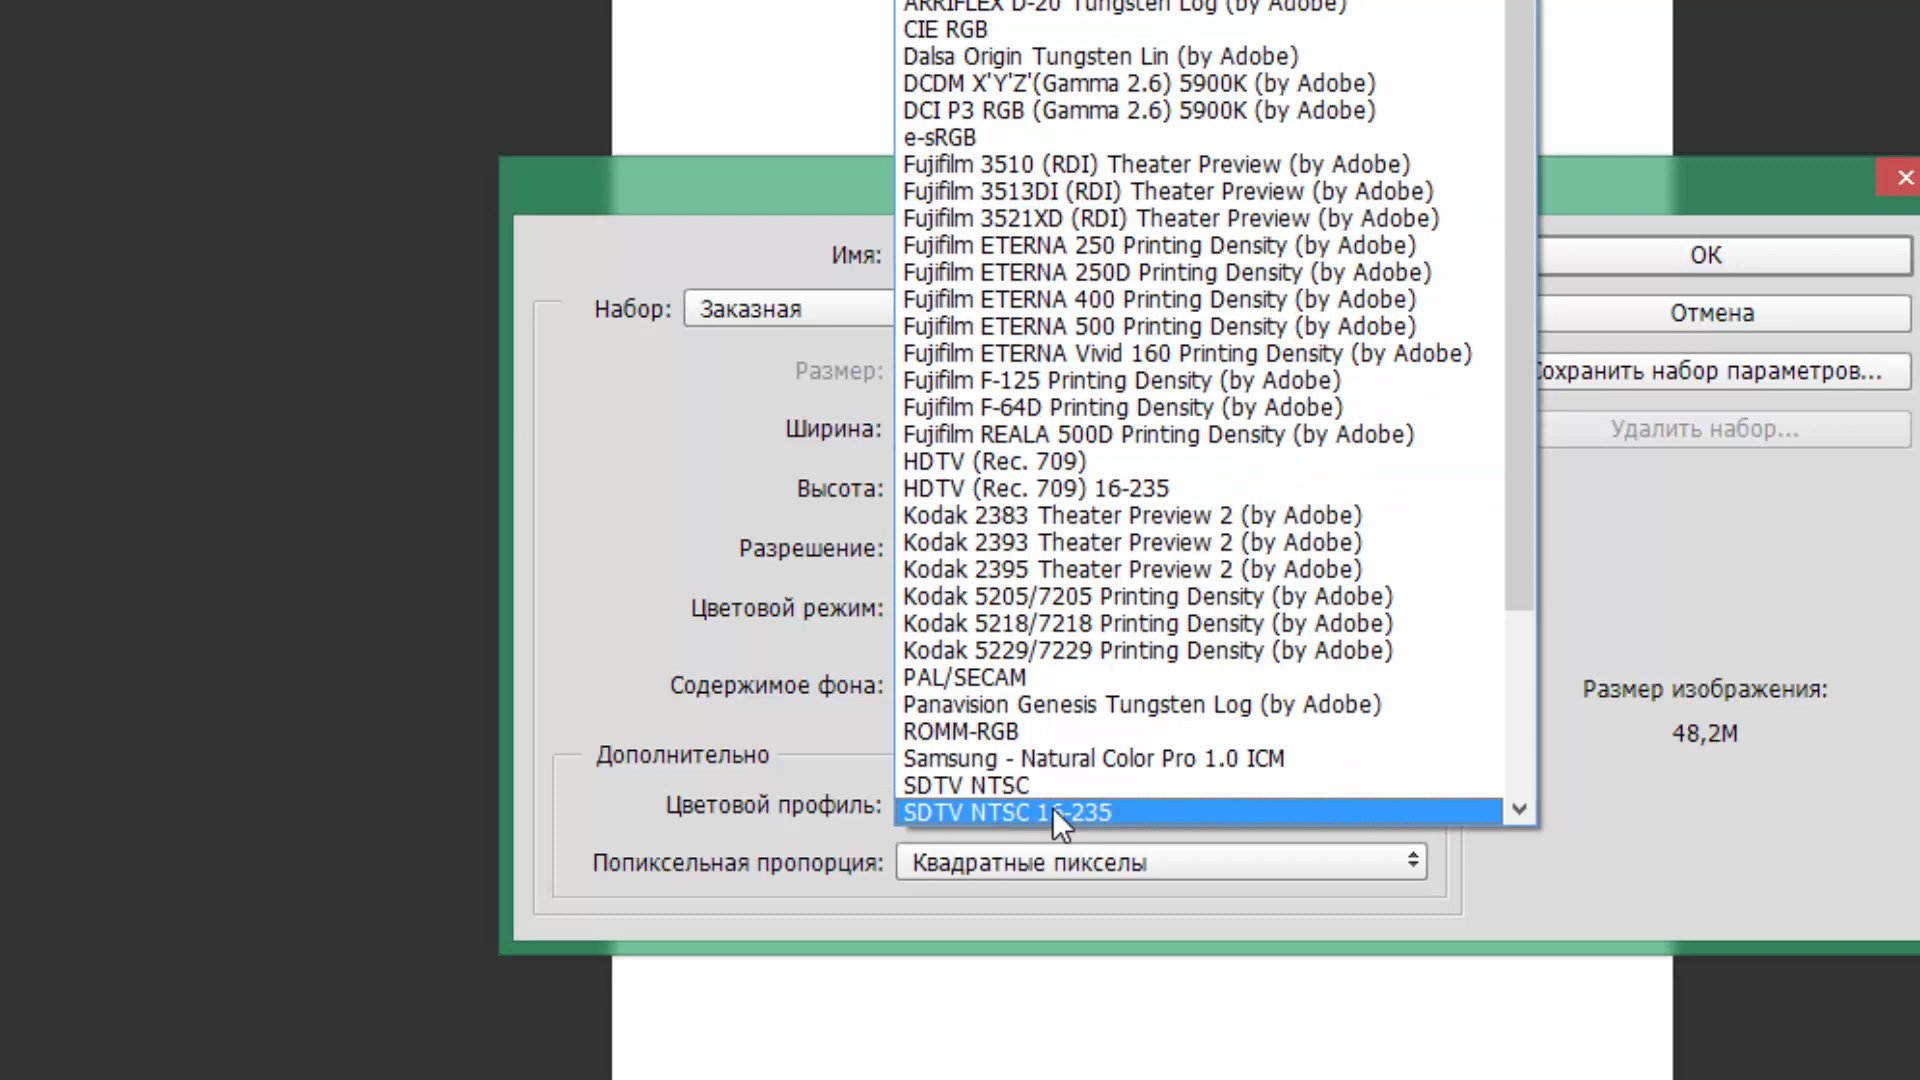 ARRIFLEX D-20 Tungsten Log (by Adobe)
CIE RGB
Dalsa Origin Tungsten Lin (by Adobe)
DCDM X'Y'Z'(Gamma 2.6) 5900K (by Adobe)
DCI P3 RGB (Gamma 2.6) 5900K (by Adobe)
e-sRGB
Fujifilm 3510 (RDI) Theater Preview (by Adobe)
Fujifilm 3513DI (RDI) Theater Preview (by Adobe)
Fujifilm 3521XD (RDI) Theater Preview (by Adobe)
Fujifilm ETERNA 250 Printing Density (by Adobe)
Fujifilm ETERNA 250D Printing Density (by Adobe)
Fujifilm ETERNA 400 Printing Density (by Adobe)
Fujifilm ETERNA 500 Printing Density (by Adobe)
Fujifilm ETERNA Vivid 160 Printing Density (by Adobe)
Fujifilm F-125 Printing Density (by Adobe)
Fujifilm F-64D Printing Density (by Adobe)
Fujifilm REALA 500D Printing Density (by Adobe)
HDTV (Rec. 709)
HDTV (Rec. 709) 16-235
Kodak 2383 Theater Preview 2 (by Adobe)
Kodak 2393 Theater Preview 2 (by Adobe)
Kodak 2395 Theater Preview 2 (by Adobe)
Kodak 5205/7205 Printing Density (by Adobe)
Kodak 5218/7218 Printing Density (by Adobe)
Kodak 5229/7229 Printing Density (by Adobe)
PAL/SECAM
Panavision Genesis Tungsten Log (by Adobe)
ROMM-RGB
Samsung - Natural Color Pro 1.0 ICM
SDTV NTSC
SDTV NTSC 16-235
Имя:
Набор: Заказная
Размер:
Ширина:
Высота:
Разрешение:
Цветовой режим:
Содержимое фона:
Дополнительно
Цветовой профиль:
Попиксельная пропорция: Квадратные пикселы
ОК
Отмена
Сохранить набор параметров...
Удалить набор...
Размер изображения:
48,2M